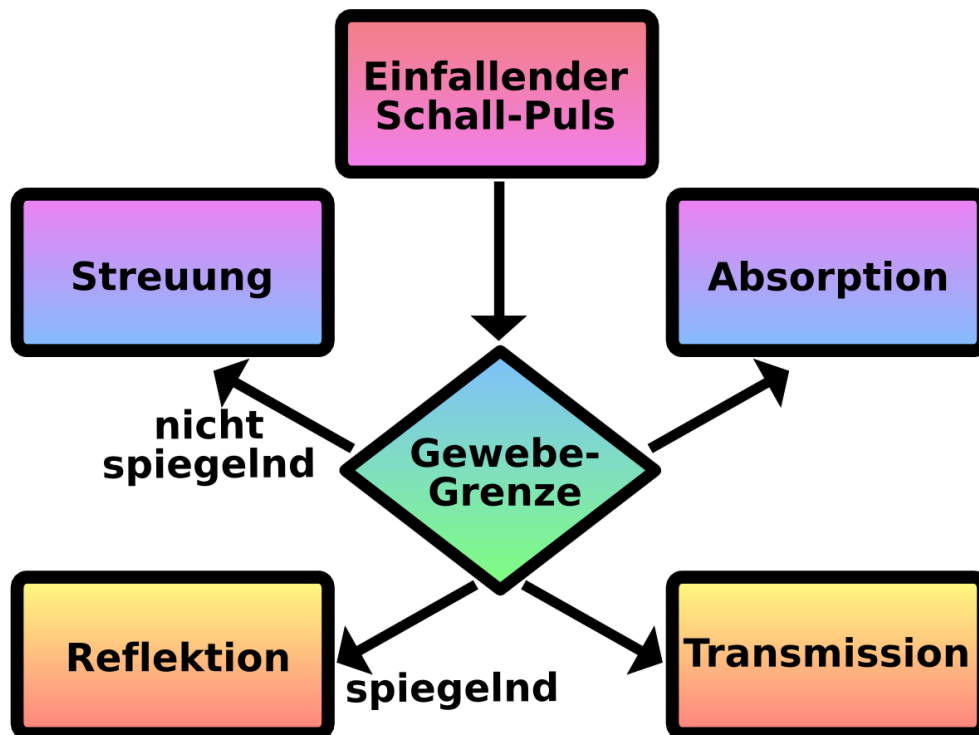 Einfallender
Schall-Puls
Streuung
Absorption
nicht
spiegelnd
Gewebe-
Grenze
Reflektion
Transmission
spiegelnd